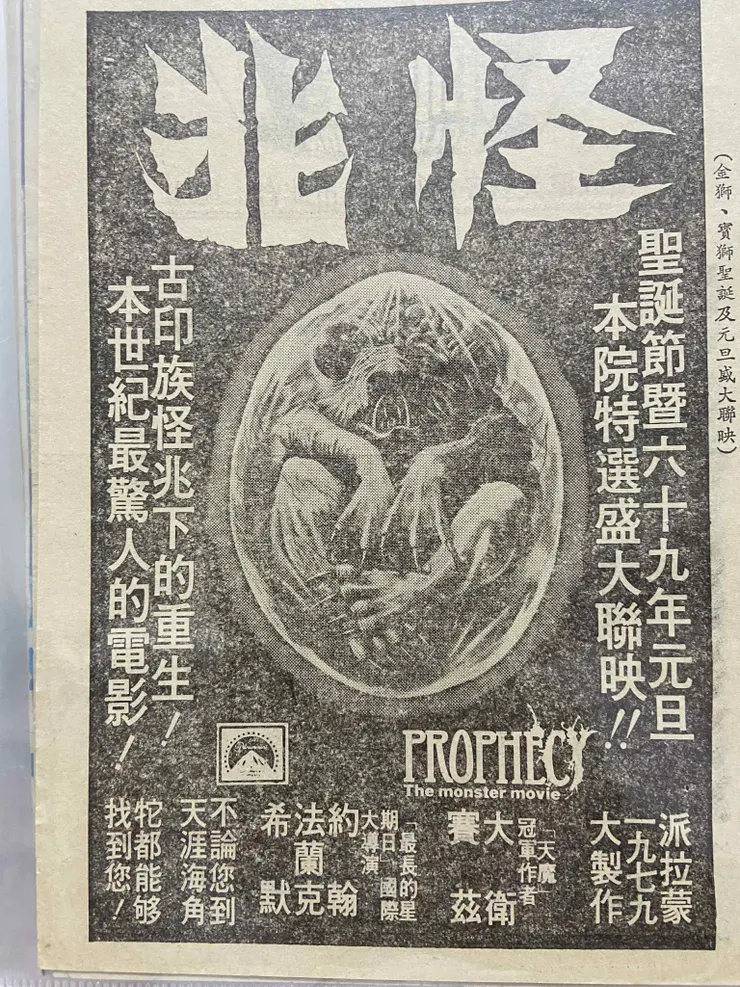 怪兆
（金獅、寶獅聖誕及元旦盛大聯映）
聖誕節暨六十九年元旦
本院特選盛大聯映!!
古印族怪兆下的重生！
本世紀最驚人的電影！
Paramount
PROPHECY
The monster movie
派拉蒙
一九七九
大製作
「天魔」
冠軍作者
大衛
賽茲
「最長的星
期日」國際
大導演
約翰
法蘭克
希默
不論您到
天涯海角
牠都能够
找到您！